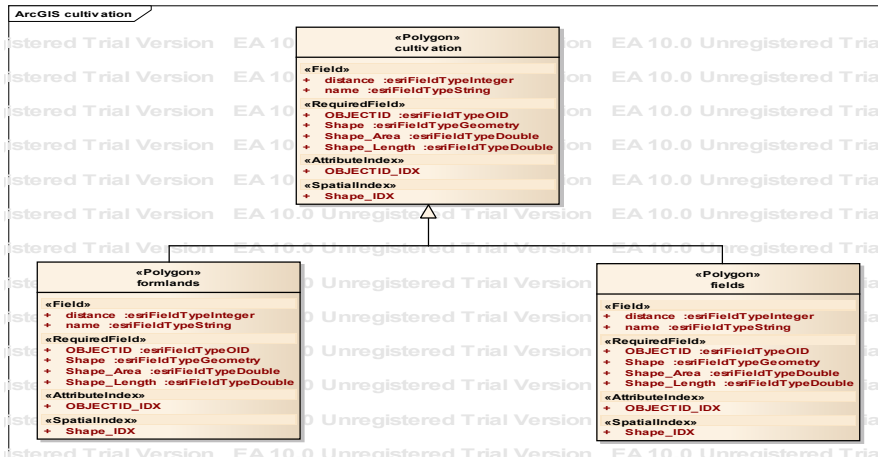 ArcGIS cultivation
«Polygon»
cultivation
«Field»
+ distance :esriFieldTypeInteger
+ name :esriFieldTypeString
«RequiredField»
+ OBJECTID :esriFieldTypeOID
+ Shape :esriFieldTypeGeometry
+ Shape_Area :esriFieldTypeDouble
+ Shape_Length :esriFieldTypeDouble
«AttributeIndex»
+ OBJECTID_IDX
«SpatialIndex»
+ Shape_IDX
«Polygon»
formlands
«Field»
+ distance :esriFieldTypeInteger
+ name :esriFieldTypeString
«RequiredField»
+ OBJECTID :esriFieldTypeOID
+ Shape :esriFieldTypeGeometry
+ Shape_Area :esriFieldTypeDouble
+ Shape_Length :esriFieldTypeDouble
«AttributeIndex»
+ OBJECTID_IDX
«SpatialIndex»
+ Shape_IDX
«Polygon»
fields
«Field»
+ distance :esriFieldTypeInteger
+ name :esriFieldTypeString
«RequiredField»
+ OBJECTID :esriFieldTypeOID
+ Shape :esriFieldTypeGeometry
+ Shape_Area :esriFieldTypeDouble
+ Shape_Length :esriFieldTypeDouble
«AttributeIndex»
+ OBJECTID_IDX
«SpatialIndex»
+ Shape_IDX
EA 10.0 Unregistered Trial Version